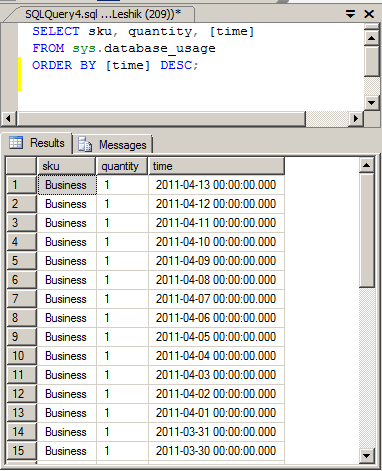 SQLQuery4.sql ...Leshik (209))*
SELECT sku, quantity, [time]
FROM sys.database_usage
ORDER BY [time] DESC;
Results Messages
sku quantity time
1 Business 1 2011-04-13 00:00:00.000
2 Business 1 2011-04-12 00:00:00.000
3 Business 1 2011-04-11 00:00:00.000
4 Business 1 2011-04-10 00:00:00.000
5 Business 1 2011-04-09 00:00:00.000
6 Business 1 2011-04-08 00:00:00.000
7 Business 1 2011-04-07 00:00:00.000
8 Business 1 2011-04-06 00:00:00.000
9 Business 1 2011-04-05 00:00:00.000
10 Business 1 2011-04-04 00:00:00.000
11 Business 1 2011-04-03 00:00:00.000
12 Business 1 2011-04-02 00:00:00.000
13 Business 1 2011-04-01 00:00:00.000
14 Business 1 2011-03-31 00:00:00.000
15 Business 1 2011-03-30 00:00:00.000